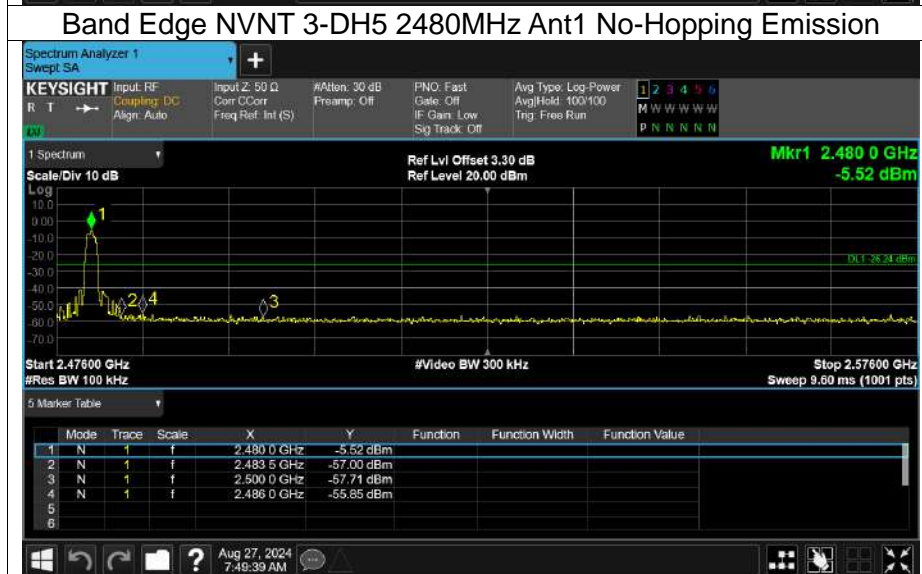 Band Edge NVNT 3-DH5 2480MHz Ant1 No-Hopping Emission
Spectrum Analyzer 1
Swept SA
+
KEYSIGHT Input: RF Input Z: 50 Ω #Atten: 30 dB PNO: Fast Avg Type: Log-Power 1 2 3 4 5 6
R T Coupling: DC Corr CCorr Preamp: Off Gate: Off Avg|Hold: 100/100 M W W W W W
Align: Auto Freq Ref: Int (S) IF Gain: Low Trig: Free Run
Sig Track: Off P N N N N N
1 Spectrum Ref Lvl Offset 3.30 dB Mkr1 2.480 0 GHz
Scale/Div 10 dB Ref Level 20.00 dBm -5.52 dBm
Log
10.0
0.00
-10.0
-20.0
-30.0
-40.0
-50.0
-60.0
-70.0
1
2 4 3
DL1 -26.24 dBm
Start 2.47600 GHz #Video BW 300 kHz Stop 2.57600 GHz
#Res BW 100 kHz Sweep 9.60 ms (1001 pts)
5 Marker Table
Mode Trace Scale X Y Function Function Width Function Value
1 N 1 f 2.480 0 GHz -5.52 dBm
2 N 1 f 2.483 5 GHz -57.00 dBm
3 N 1 f 2.500 0 GHz -57.71 dBm
4 N 1 f 2.486 0 GHz -55.85 dBm
5
6
? Aug 27, 2024
7:49:39 AM